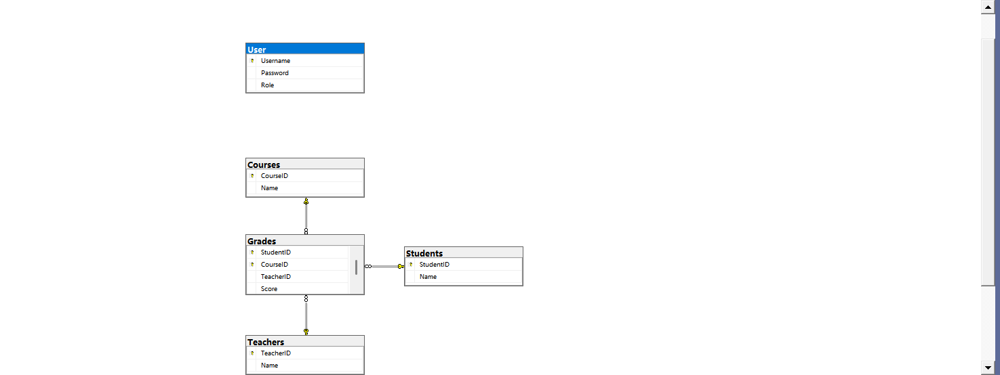 User
Username
Password
Role
Courses
CourseID
Name
Grades
StudentID
CourseID
TeacherID
Score
Students
StudentID
Name
Teachers
TeacherID
Name